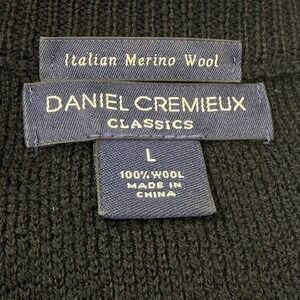 Italian Merino Wool
DANIEL CREMIEUX
CLASSICS
L
100% WOOL
MADE IN
CHINA